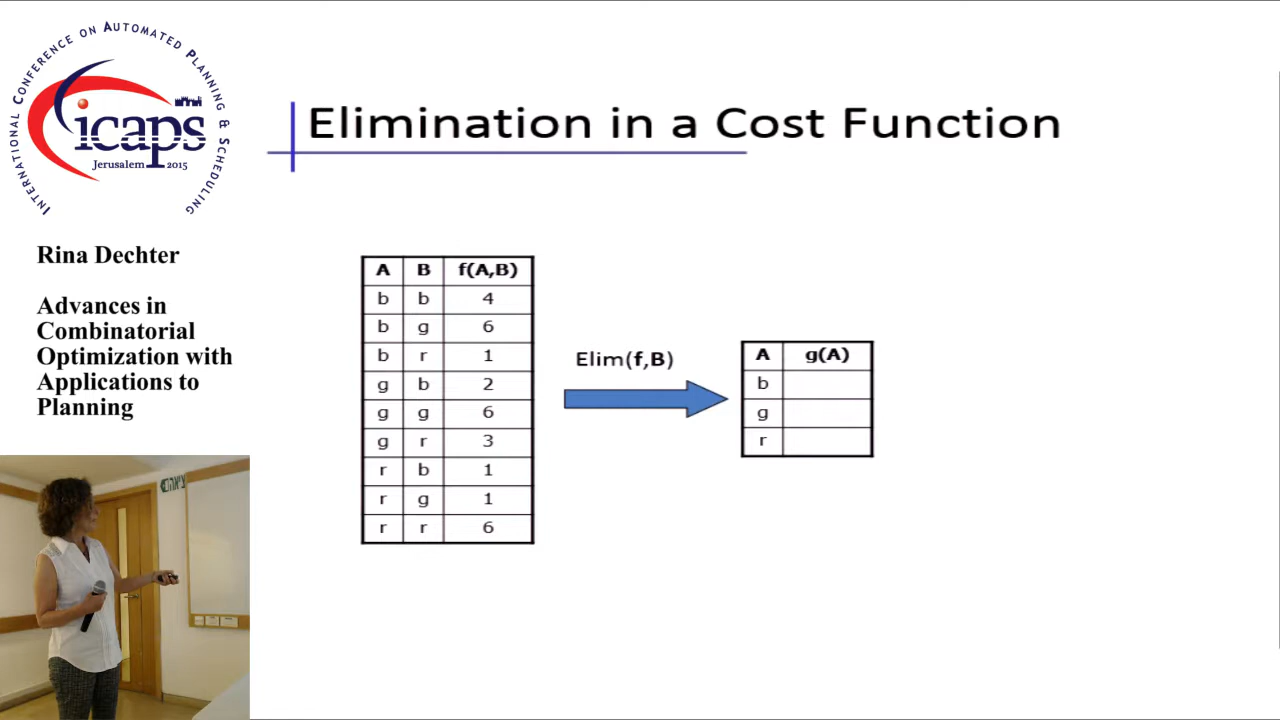 INTERNATIONAL CONFERENCE ON AUTOMATED PLANNING & SCHEDULING
icaps
Jerusalem 2015
Elimination in a Cost Function
Rina Dechter
Advances in
Combinatorial
Optimization with
Applications to
Planning
A B f(A,B)
b b 4
b g 6
b r 1
g b 2
g g 6
g r 3
r b 1
r g 1
r r 6
Elim(f,B)
A g(A)
b
g
r
יציאה